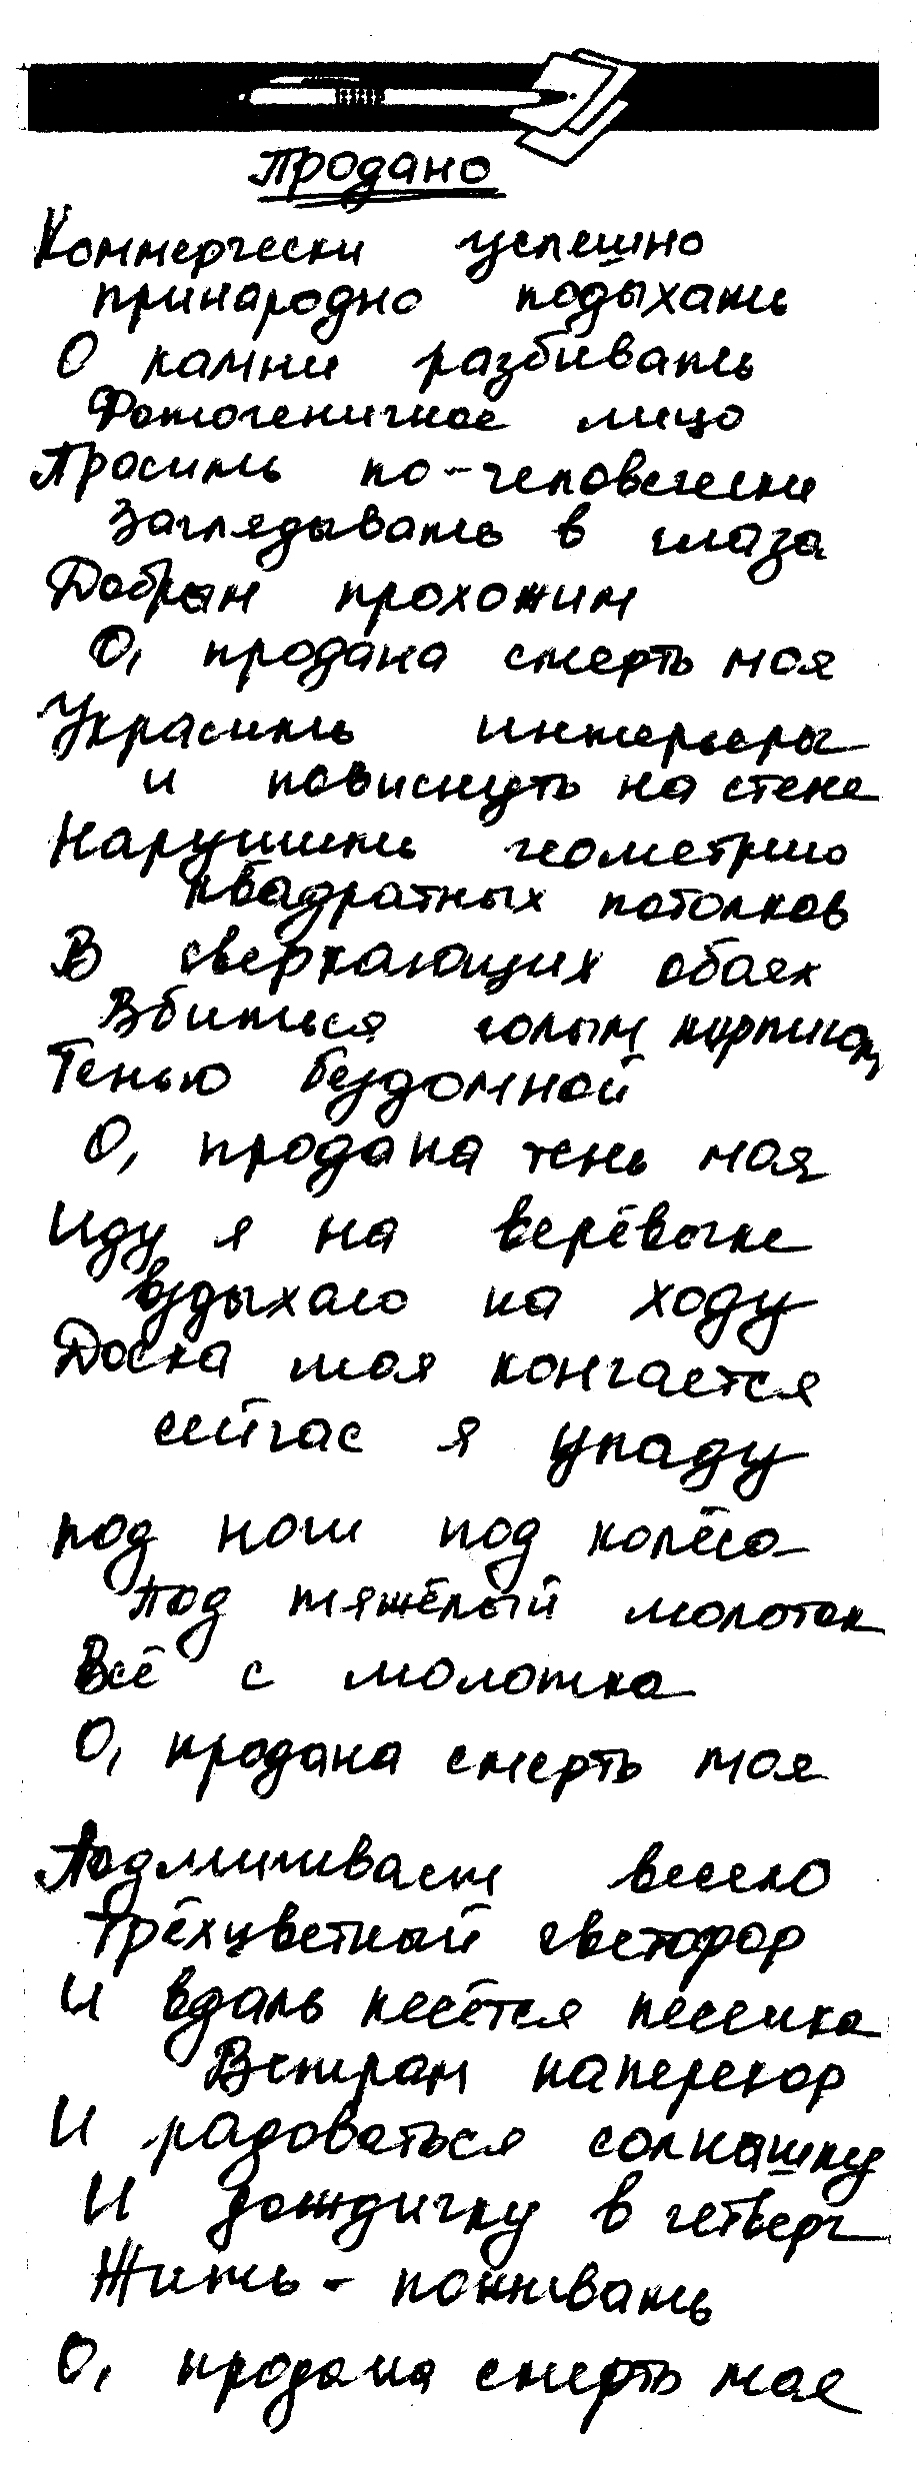 Продано
Коммерчески успешно
принародно подыхать
О камни разбивать
Фотогеничное лицо
Просить по-человечески
Заглядывать в глаза
Добрым прохожим
О, продана смерть моя
Украсить интерьеры
и повиснуть на стене
Нарушить геометрию
квадратных потолков
В сверкающих обоях
Вбиться голым кирпичом,
Тенью бездомной
О, продана тень моя
Иду я на верёвочке
вздыхаю на ходу
Доска моя кончается
сейчас я упаду
под ноги под колёса
Под тяжёлый молоток
Всё с молотка
О, продана смерть моя
Подмигивает весело
Трёхцветный светофор
И вдаль несётся песенка
Ветрам наперекор
И радоваться солнышку
И дождичку в четверг
Жить - поживать
О, продана смерть моя